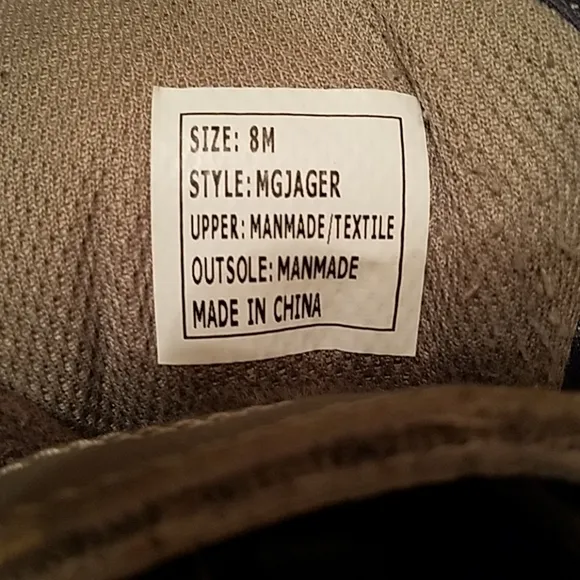 SIZE: 8M
STYLE: MGJAGER
UPPER: MANMADE/TEXTILE
OUTSOLE: MANMADE
MADE IN CHINA